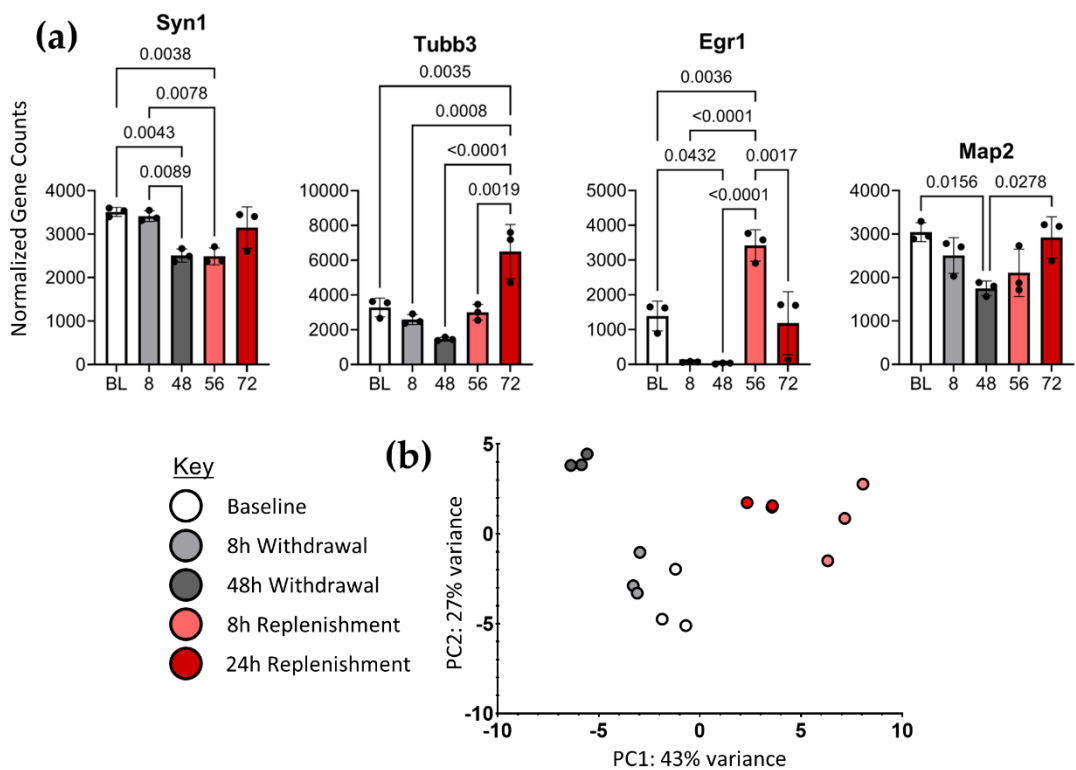 (a)
Syn1
Tubb3
Egr1
Map2
Normalized Gene Counts
0.0038
0.0078
0.0043
0.0089
4000
3000
2000
1000
0
BL 8 48 56 72
0.0035
0.0008
<0.0001
0.0019
10000
8000
6000
4000
2000
0
BL 8 48 56 72
0.0036
<0.0001
0.0432 0.0017
<0.0001
5000
4000
3000
2000
1000
0
BL 8 48 56 72
0.0156 0.0278
4000
3000
2000
1000
0
BL 8 48 56 72
Key
Baseline
8h Withdrawal
48h Withdrawal
8h Replenishment
24h Replenishment
(b)
PC2: 27% variance
5
0
-5
-10
-10 -5 0 5 10
PC1: 43% variance